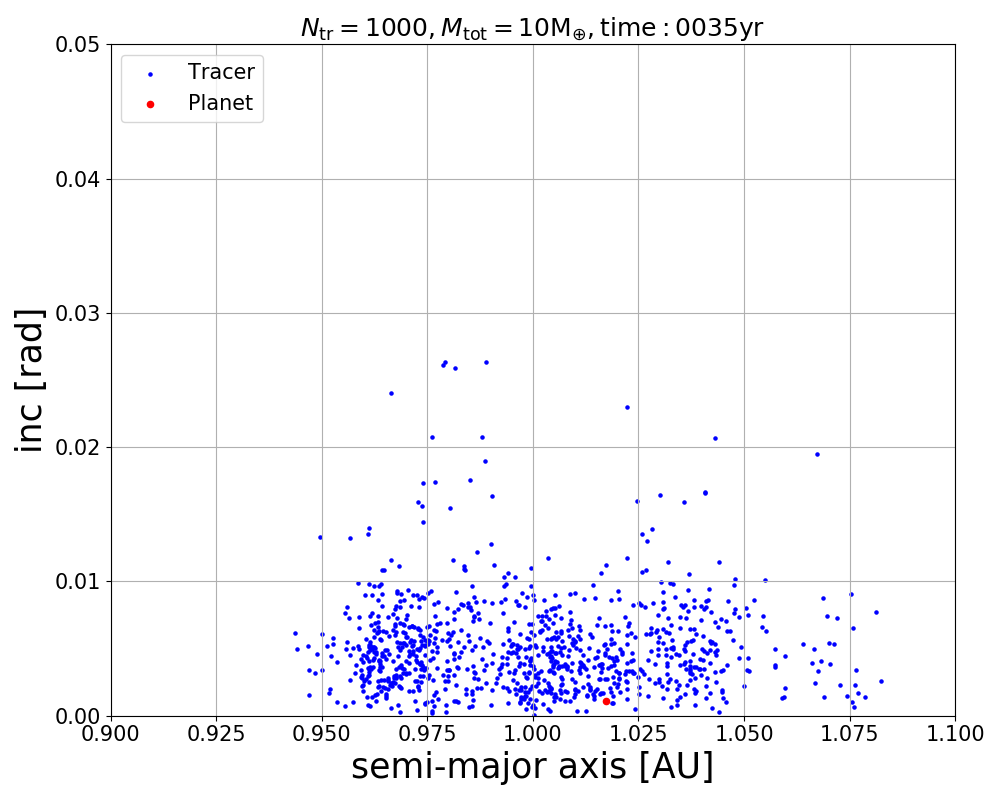 N_tr = 1000, M_tot = 10M_⊕, time : 0035yr
0.05
Tracer
Planet
0.04
0.03
inc [rad]
0.02
0.01
0.00
0.900 0.925 0.950 0.975 1.000 1.025 1.050 1.075 1.100
semi-major axis [AU]